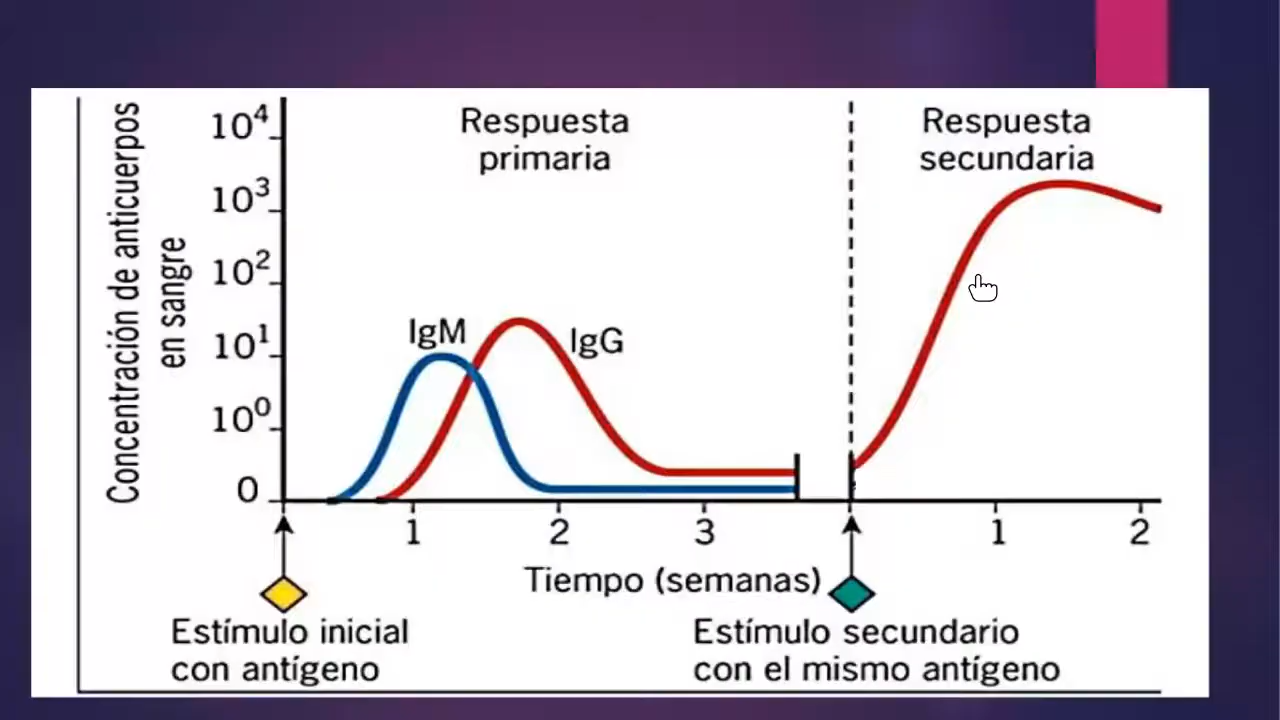 Concentración de anticuerpos
en sangre
10⁴
10³
10²
10¹
10⁰
0
Respuesta
primaria
Respuesta
secundaria
IgM
IgG
1
2
3
1
2
Tiempo (semanas)
Estímulo inicial
con antígeno
Estímulo secundario
con el mismo antígeno